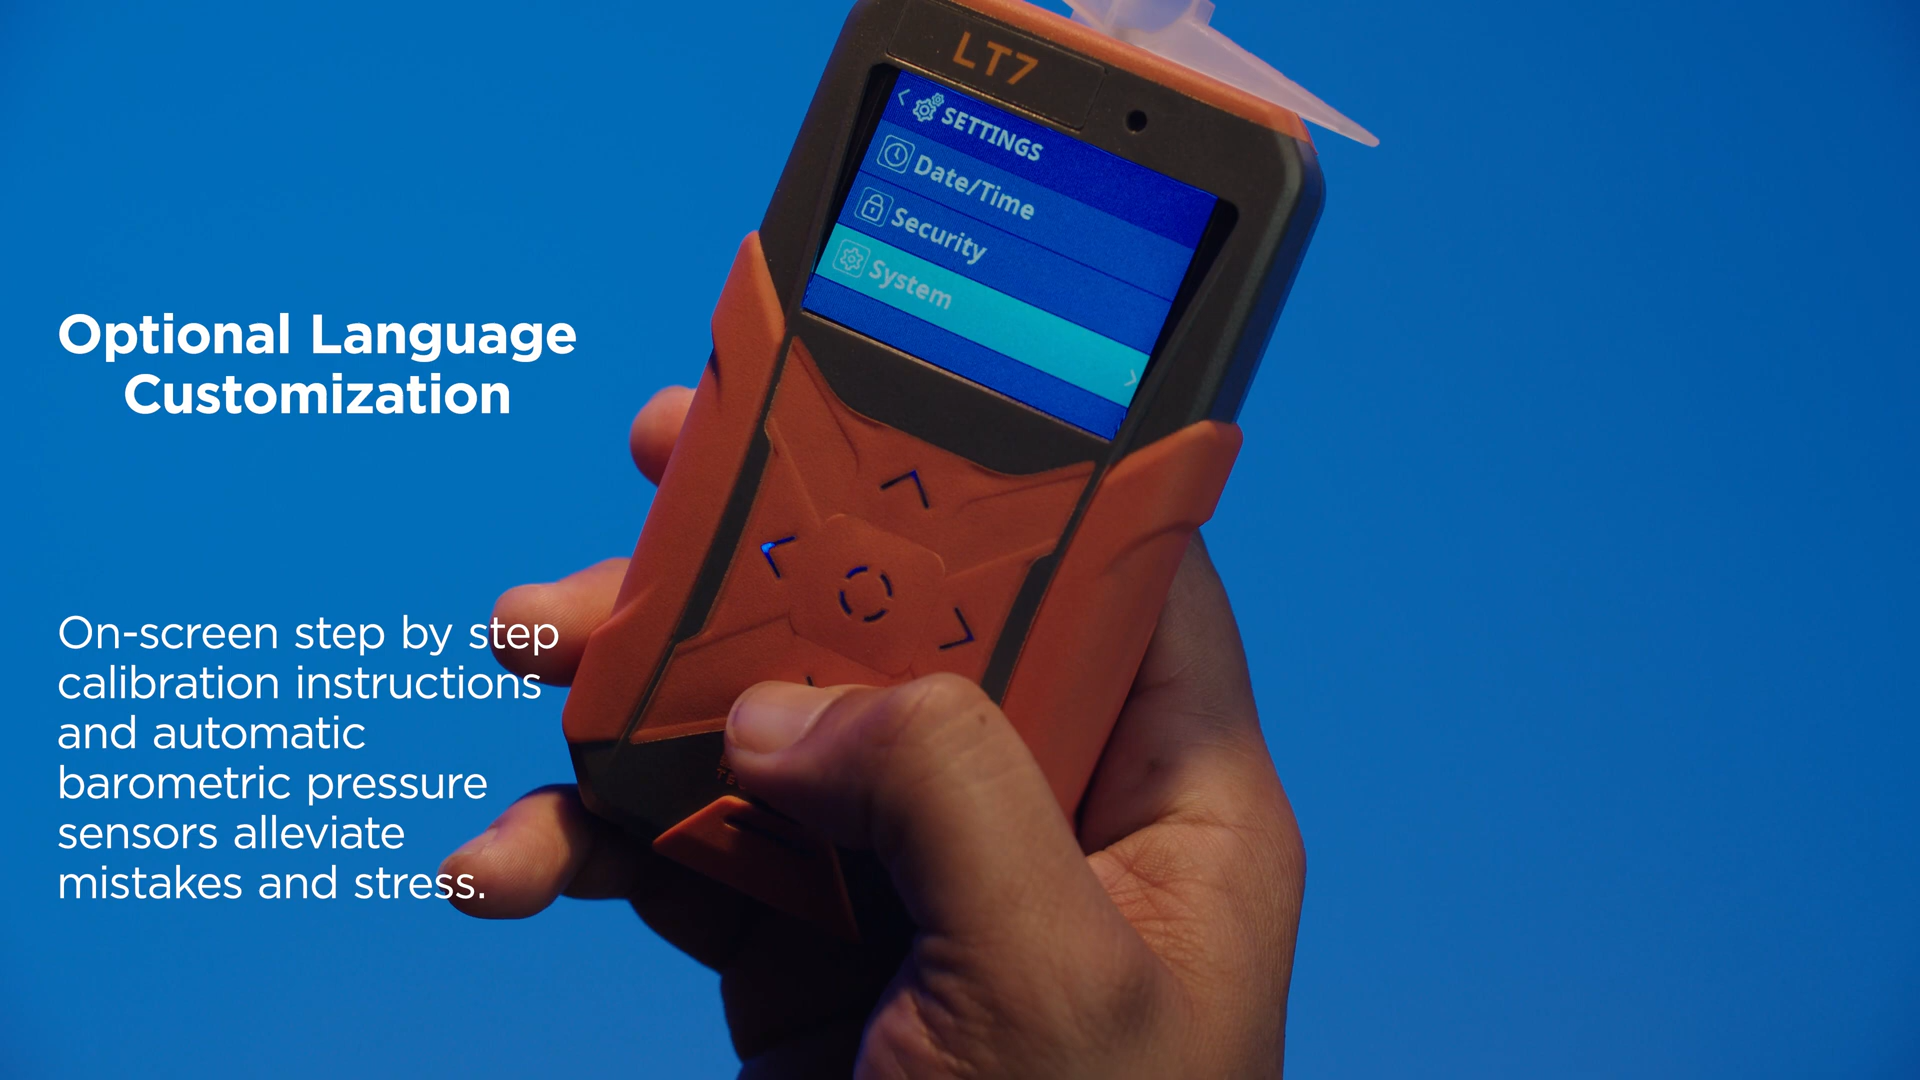 LT7
SETTINGS
Date/Time
Security
System
Optional Language
Customization
On-screen step by step
calibration instructions
and automatic
barometric pressure
sensors alleviate
mistakes and stress.